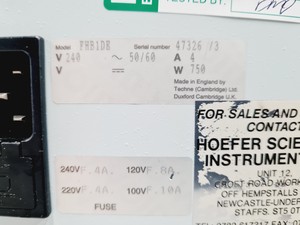 TESTED BY:
Model FHB1DE Serial number 47326 /3
V 240 ~ 50/60 A 4
V W 750
Made in England by
Techne (Cambridge) Ltd.
Duxford Cambridge U.K.
240V F.4A. 120V F.8A.
220V F.4A. 100V F.10A
FUSE
FOR SALES AND
CONTACT
HOEFER SCIE
INSTRUMENT
UNIT 12,
CROFT ROAD WORK
OFF HEMPSTALLS
NEWCASTLE-UNDER
STAFFS. ST5 0T